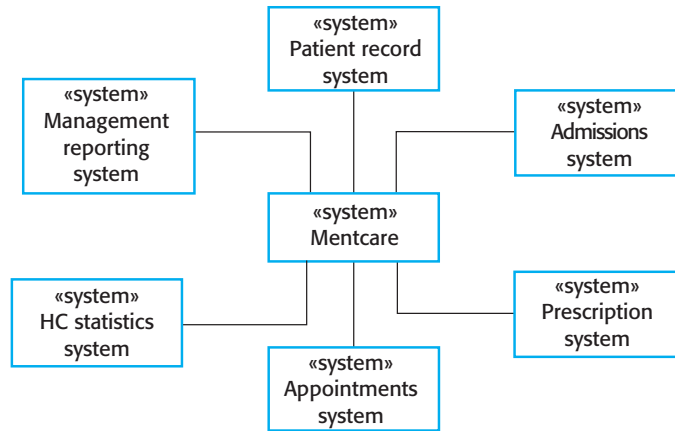 «system»
Patient record
system
«system»
Management
reporting
system
«system»
Admissions
system
«system»
Mentcare
«system»
HC statistics
system
«system»
Prescription
system
«system»
Appointments
system